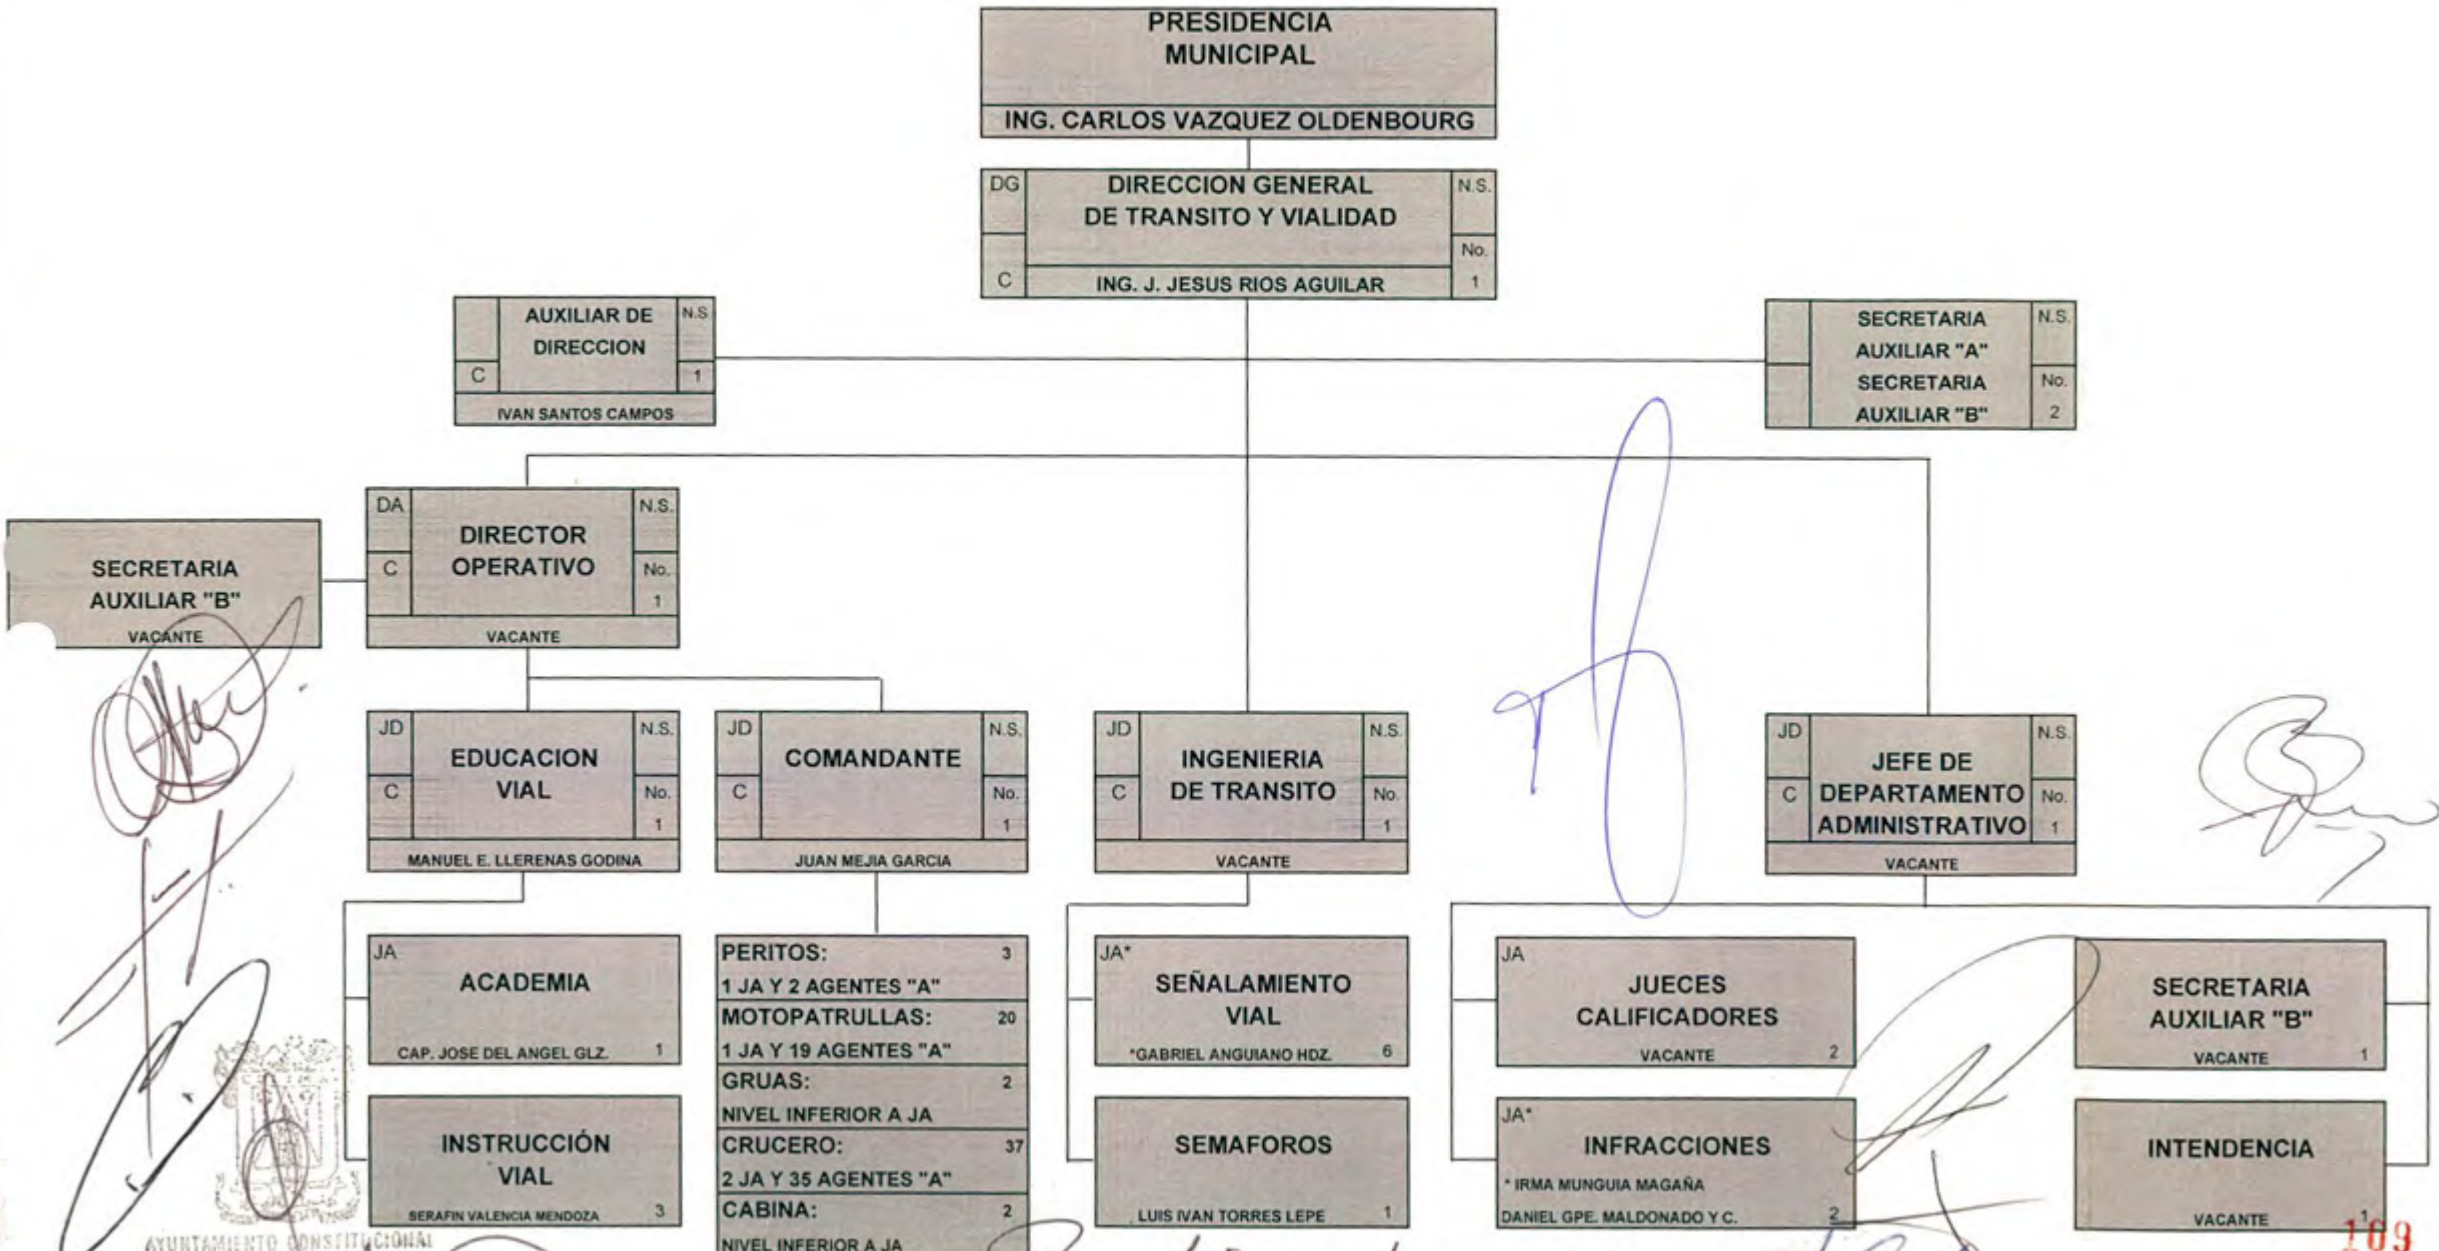 PRESIDENCIA
MUNICIPAL
ING. CARLOS VAZQUEZ OLDENBOURG
DG
DIRECCION GENERAL
N.S.
DE TRANSITO Y VIALIDAD
No.
C
ING. J. JESUS RIOS AGUILAR
1
AUXILIAR DE
N.S
DIRECCION
C
1
IVAN SANTOS CAMPOS
SECRETARIA
N.S.
AUXILIAR "A"
SECRETARIA
No.
AUXILIAR "B"
2
SECRETARIA
AUXILIAR "B"
VACANTE
DA
N.S.
DIRECTOR
OPERATIVO
C
No.
1
VACANTE
JD
N.S.
EDUCACION
VIAL
C
No.
1
MANUEL E. LLERENAS GODINA
JD
N.S.
COMANDANTE
C
No.
1
JUAN MEJIA GARCIA
JD
N.S.
INGENIERIA
DE TRANSITO
C
No.
1
VACANTE
JD
N.S.
JEFE DE
C
DEPARTAMENTO
No.
ADMINISTRATIVO
1
VACANTE
JA
ACADEMIA
CAP. JOSE DEL ANGEL GLZ.
1
INSTRUCCIÓN
VIAL
SERAFIN VALENCIA MENDOZA
3
PERITOS:
3
1 JA Y 2 AGENTES "A"
MOTOPATRULLAS:
20
1 JA Y 19 AGENTES "A"
GRUAS:
2
NIVEL INFERIOR A JA
CRUCERO:
37
2 JA Y 35 AGENTES "A"
CABINA:
2
NIVEL INFERIOR A JA
JA*
SEÑALAMIENTO
VIAL
*GABRIEL ANGUIANO HDZ.
6
SEMAFOROS
LUIS IVAN TORRES LEPE
1
JA
JUECES
CALIFICADORES
VACANTE
2
JA*
INFRACCIONES
* IRMA MUNGUIA MAGAÑA
DANIEL GPE. MALDONADO Y C.
2
SECRETARIA
AUXILIAR "B"
VACANTE
1
INTENDENCIA
VACANTE
1
AYUNTAMIENTO CONSTITUCIONAL
109